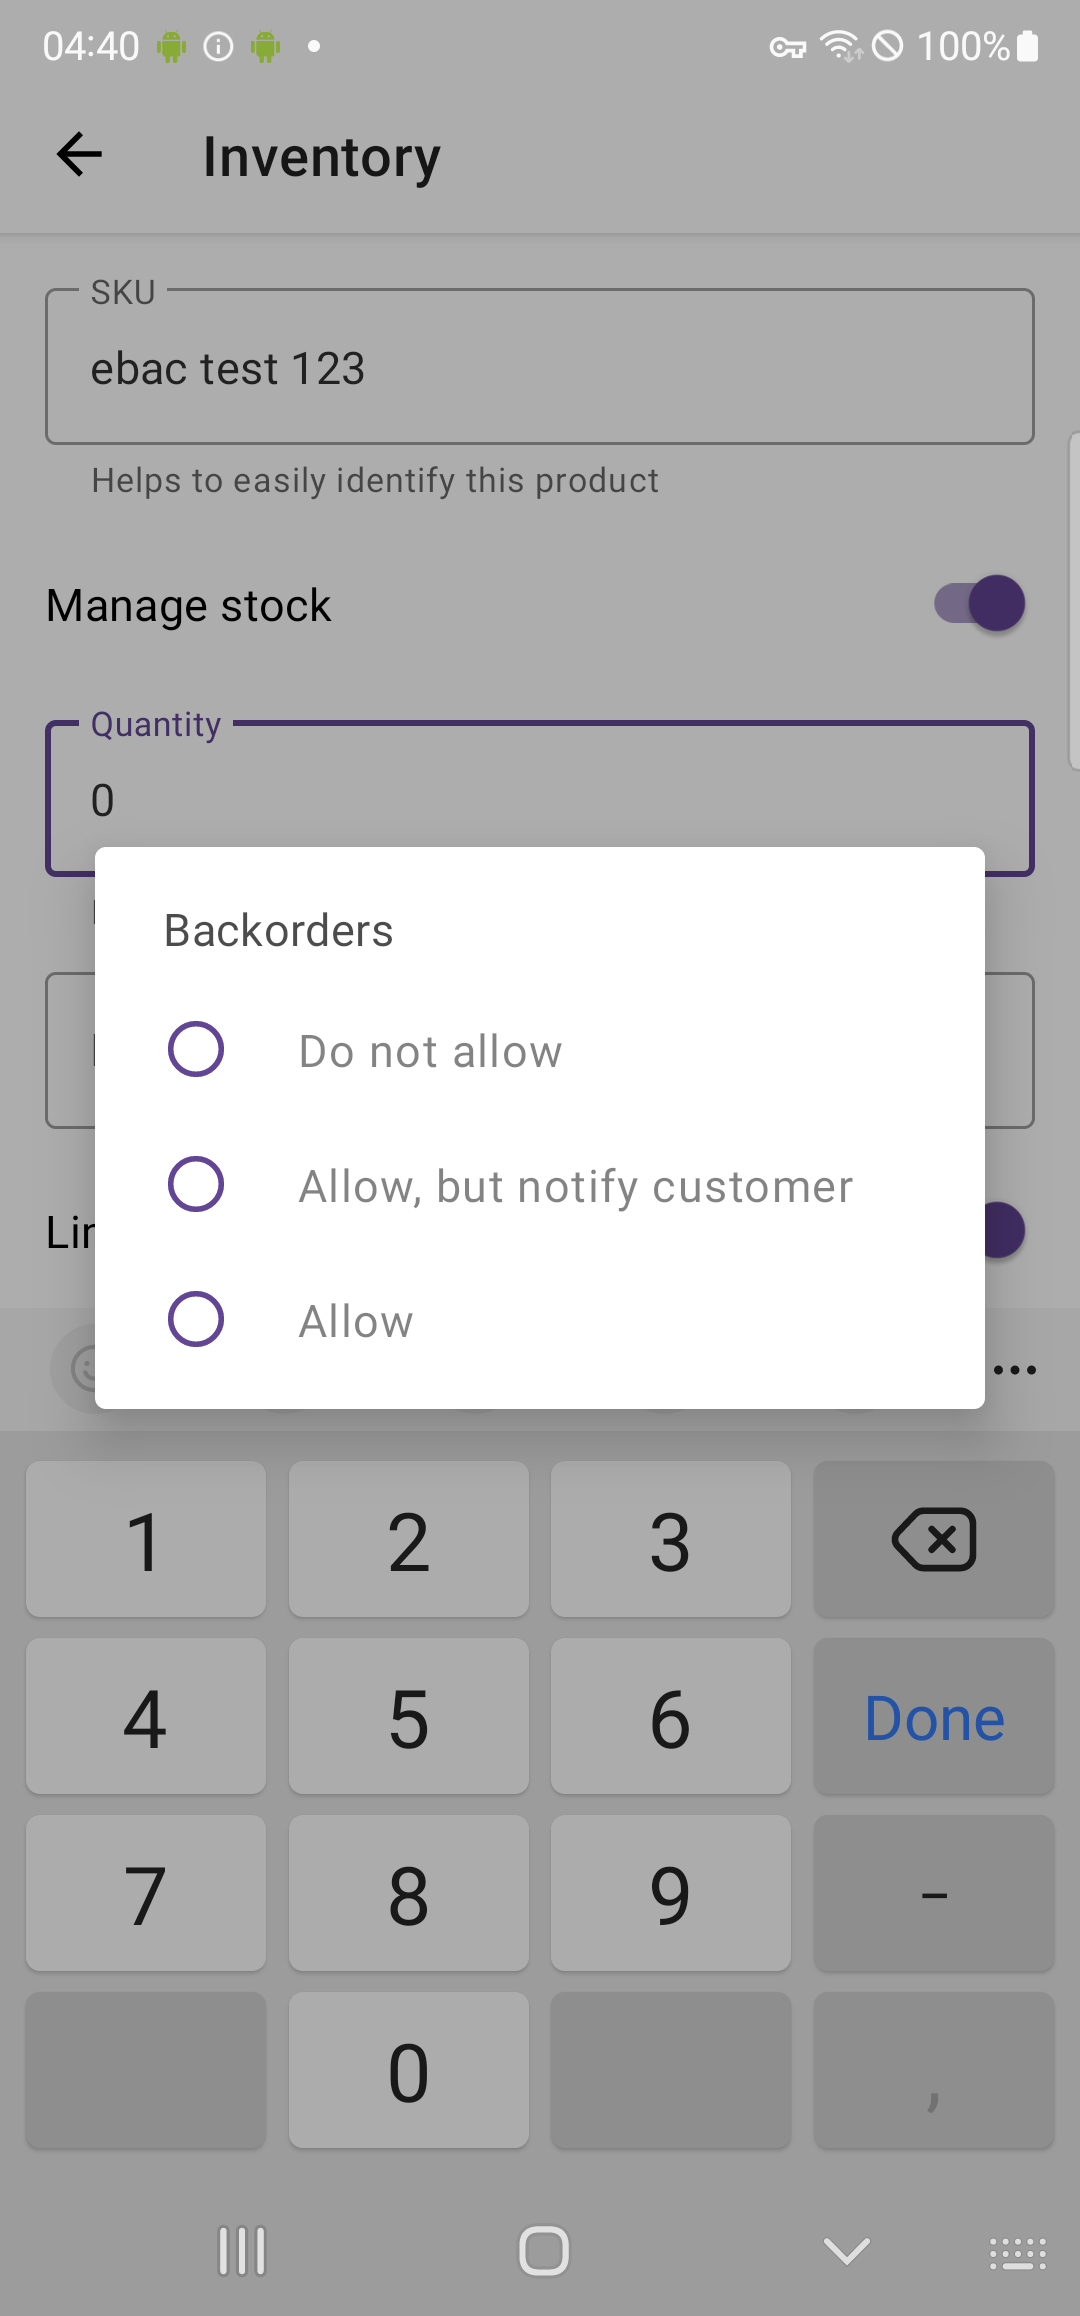 04:40 100%
Inventory
SKU
ebac test 123
Helps to easily identify this product
Manage stock
Quantity
0
Backorders
Do not allow
Allow, but notify customer
Allow
1 2 3
4 5 6 Done
7 8 9 -
0 ,